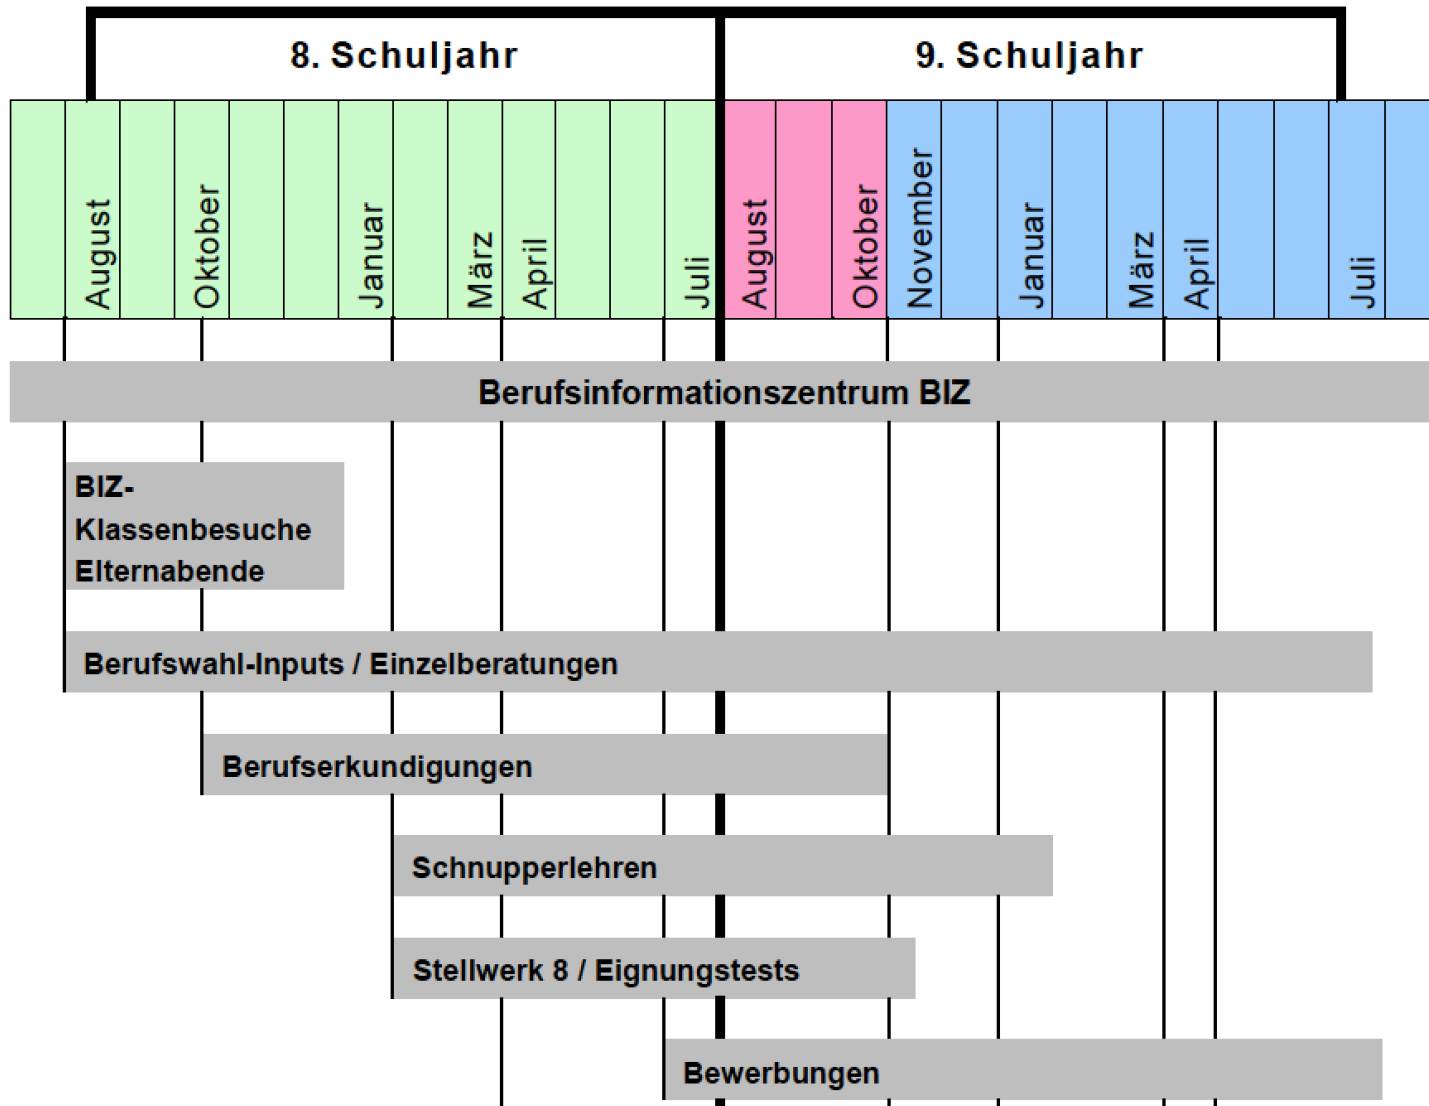 8. Schuljahr
9. Schuljahr
August
Oktober
Januar
März
April
Juli
August
Oktober
November
Januar
März
April
Juli
Berufsinformationszentrum BIZ
BIZ-
Klassenbesuche
Elternabende
Berufswahl-Inputs / Einzelberatungen
Berufserkundigungen
Schnupperlehren
Stellwerk 8 / Eignungstests
Bewerbungen